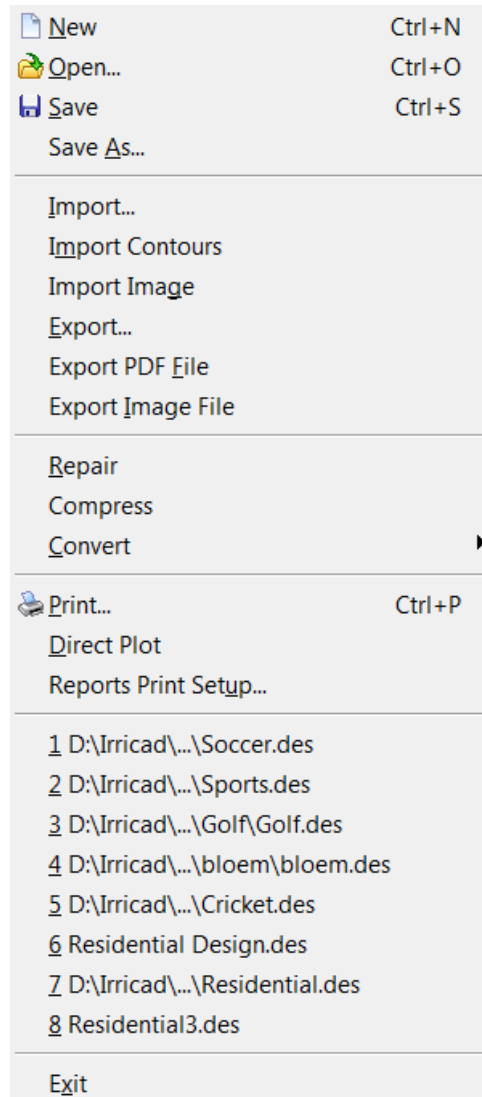 New Ctrl+N
Open... Ctrl+O
Save Ctrl+S
Save As...
Import...
Import Contours
Import Image
Export...
Export PDF File
Export Image File
Repair
Compress
Convert
Print... Ctrl+P
Direct Plot
Reports Print Setup...
1 D:\Irricad\...\Soccer.des
2 D:\Irricad\...\Sports.des
3 D:\Irricad\...\Golf\Golf.des
4 D:\Irricad\...\bloem\bloem.des
5 D:\Irricad\...\Cricket.des
6 Residential Design.des
7 D:\Irricad\...\Residential.des
8 Residential3.des
Exit